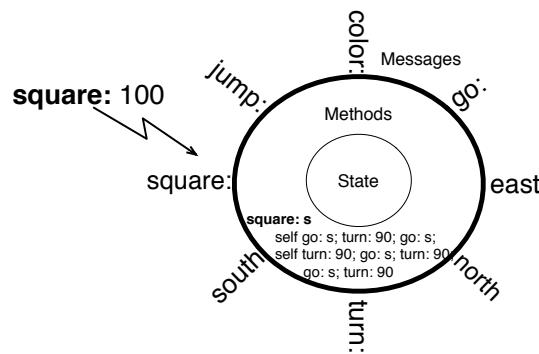 color:
Messages
jump:
go:
square: 100
Methods
square:
State
east
square: s
self go: s; turn: 90; go: s;
self turn: 90; go: s; turn: 90;
go: s; turn: 90
south
north
turn: